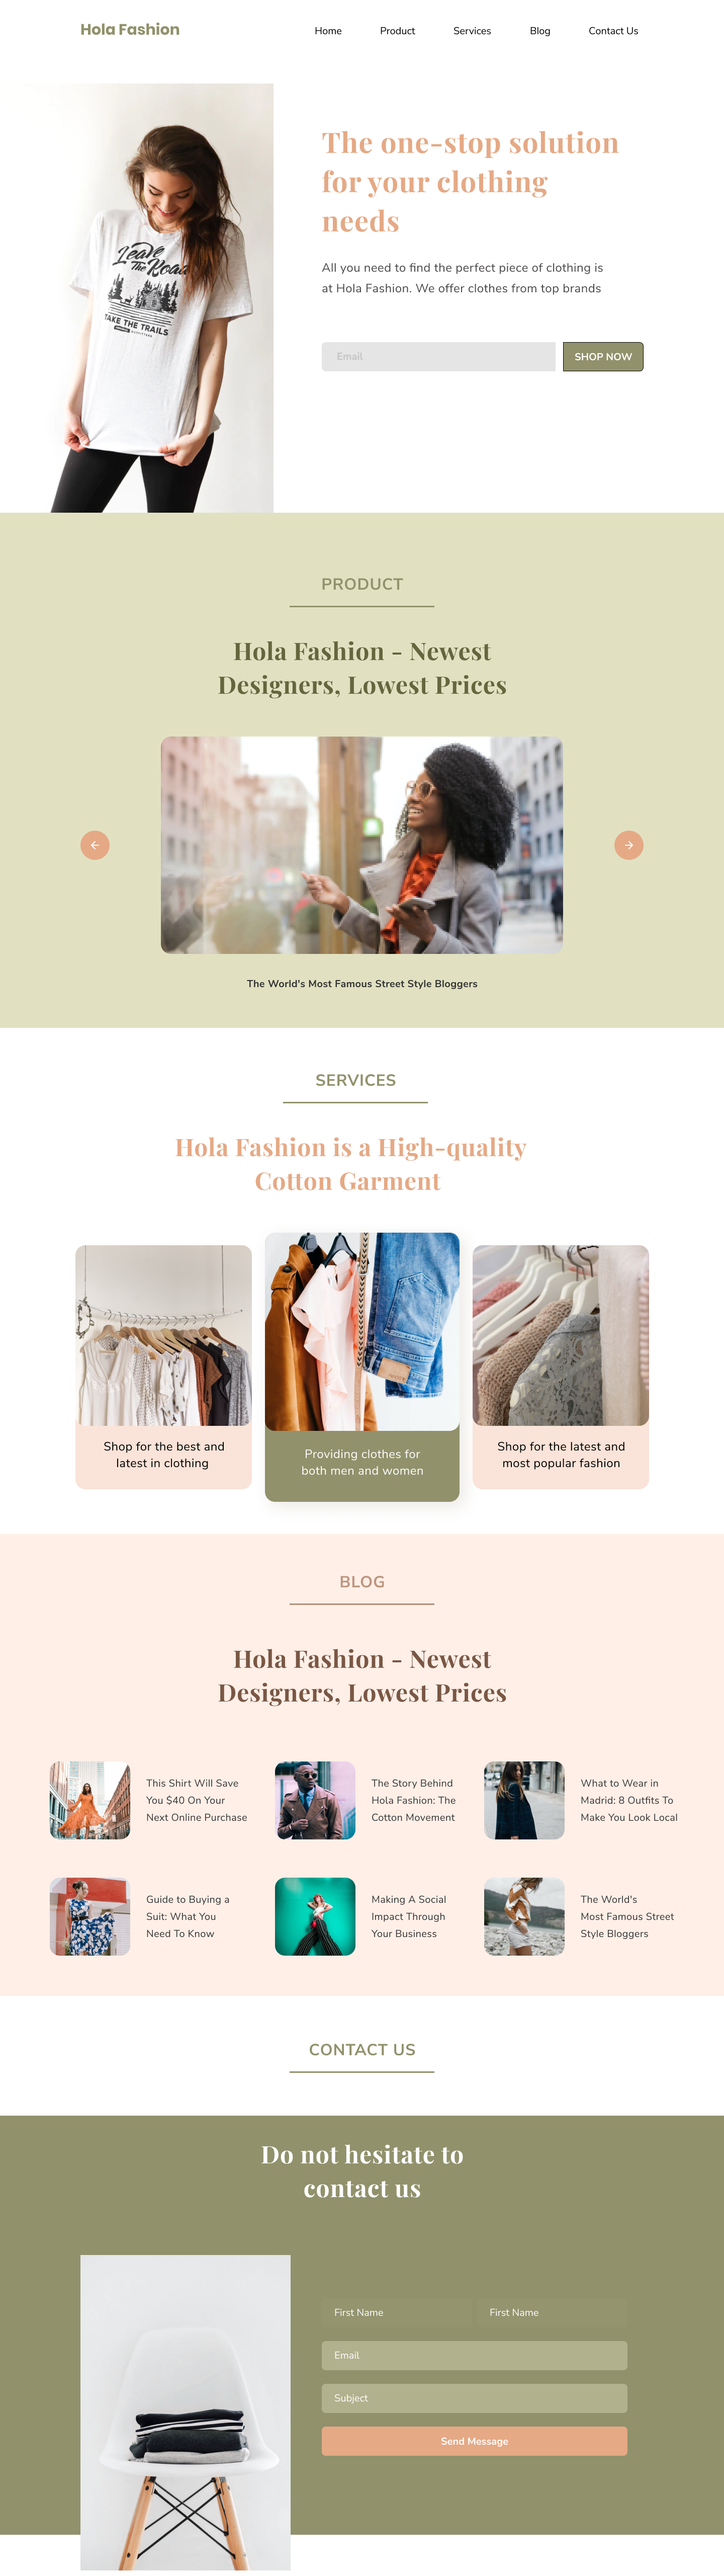 Hola Fashion
Home
Product
Services
Blog
Contact Us
The one-stop solution
for your clothing
needs
All you need to find the perfect piece of clothing is
at Hola Fashion. We offer clothes from top brands
Email
SHOP NOW
Leave
The Road
TAKE THE TRAILS
PRODUCT
Hola Fashion - Newest
Designers, Lowest Prices
The World's Most Famous Street Style Bloggers
SERVICES
Hola Fashion is a High-quality
Cotton Garment
Shop for the best and
latest in clothing
Providing clothes for
both men and women
Shop for the latest and
most popular fashion
BLOG
Hola Fashion - Newest
Designers, Lowest Prices
This Shirt Will Save
You $40 On Your
Next Online Purchase
The Story Behind
Hola Fashion: The
Cotton Movement
What to Wear in
Madrid: 8 Outfits To
Make You Look Local
Guide to Buying a
Suit: What You
Need To Know
Making A Social
Impact Through
Your Business
The World's
Most Famous Street
Style Bloggers
CONTACT US
Do not hesitate to
contact us
First Name
First Name
Email
Subject
Send Message